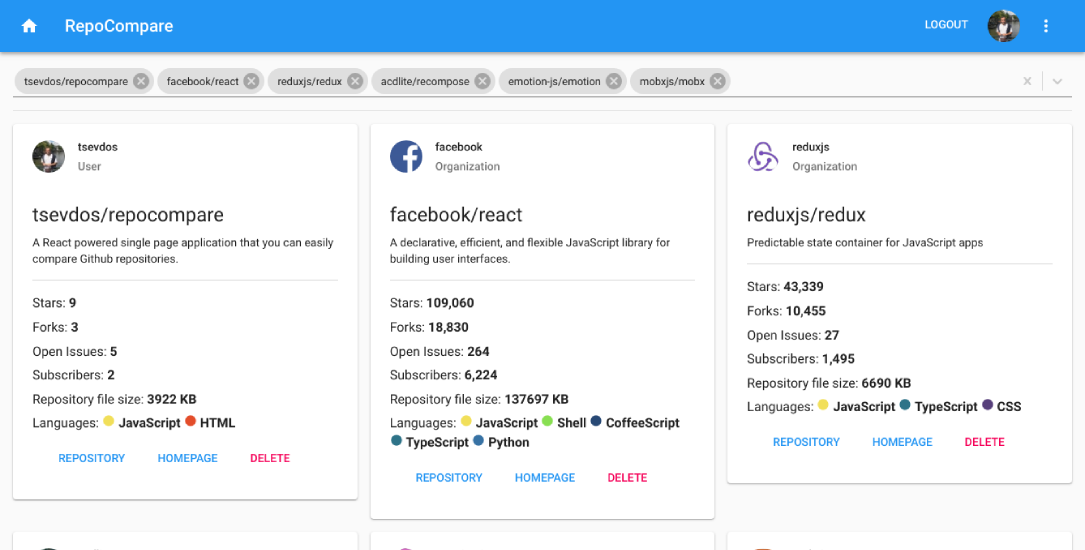 RepoCompare
LOGOUT
tsevdos/repocompare facebook/react reduxjs/redux acdlite/recompose emotion-js/emotion mobxjs/mobx
tsevdos
User
tsevdos/repocompare
A React powered single page application that you can easily
compare Github repositories.
Stars: 9
Forks: 3
Open Issues: 5
Subscribers: 2
Repository file size: 3922 KB
Languages: JavaScript HTML
REPOSITORY HOMEPAGE DELETE
facebook
Organization
facebook/react
A declarative, efficient, and flexible JavaScript library for
building user interfaces.
Stars: 109,060
Forks: 18,830
Open Issues: 264
Subscribers: 6,224
Repository file size: 137697 KB
Languages: JavaScript Shell CoffeeScript
TypeScript Python
REPOSITORY HOMEPAGE DELETE
reduxjs
Organization
reduxjs/redux
Predictable state container for JavaScript apps
Stars: 43,339
Forks: 10,455
Open Issues: 27
Subscribers: 1,495
Repository file size: 6690 KB
Languages: JavaScript TypeScript CSS
REPOSITORY HOMEPAGE DELETE